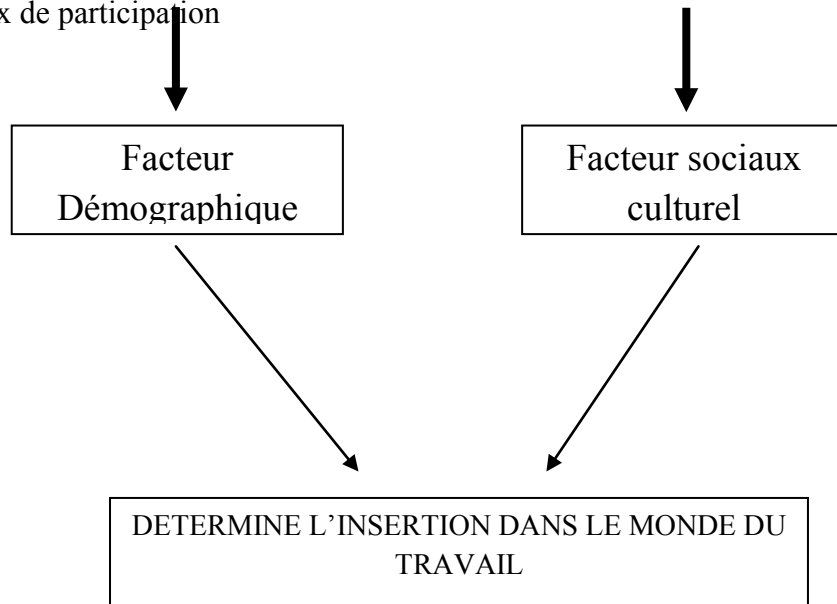 x de participation
Facteur
Démographique
Facteur sociaux
culturel
DETERMINE L’INSERTION DANS LE MONDE DU
TRAVAIL